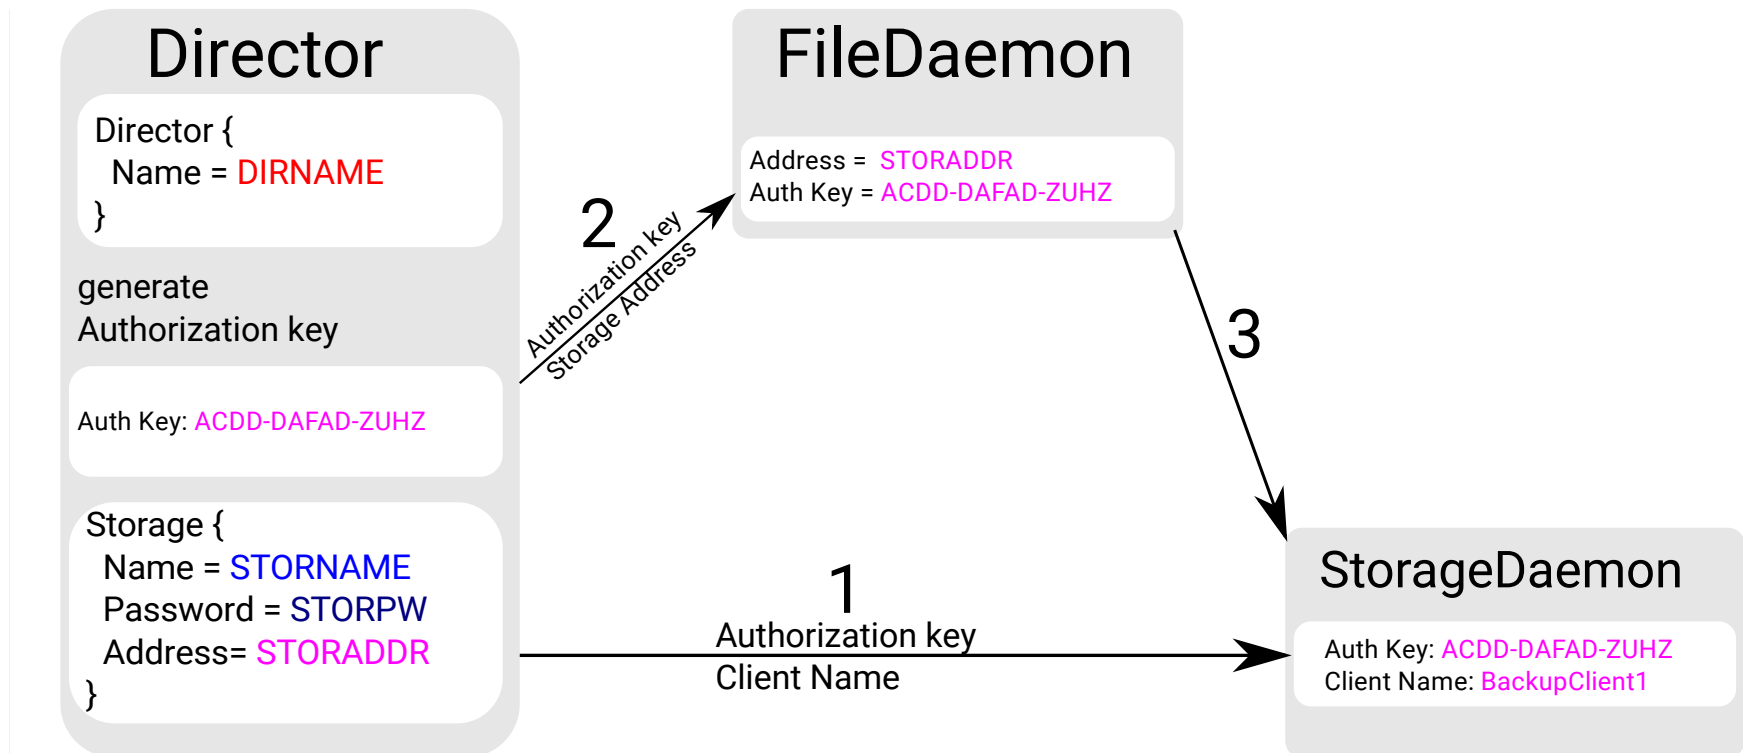 Director
Director {
Name = DIRNAME
}
generate
Authorization key
Auth Key: ACDD-DAFAD-ZUHZ
Storage {
Name = STORNAME
Password = STORPW
Address= STORADDR
}
2
Authorization key
Storage Address
FileDaemon
Address = STORADDR
Auth Key = ACDD-DAFAD-ZUHZ
3
1
Authorization key
Client Name
StorageDaemon
Auth Key: ACDD-DAFAD-ZUHZ
Client Name: BackupClient1